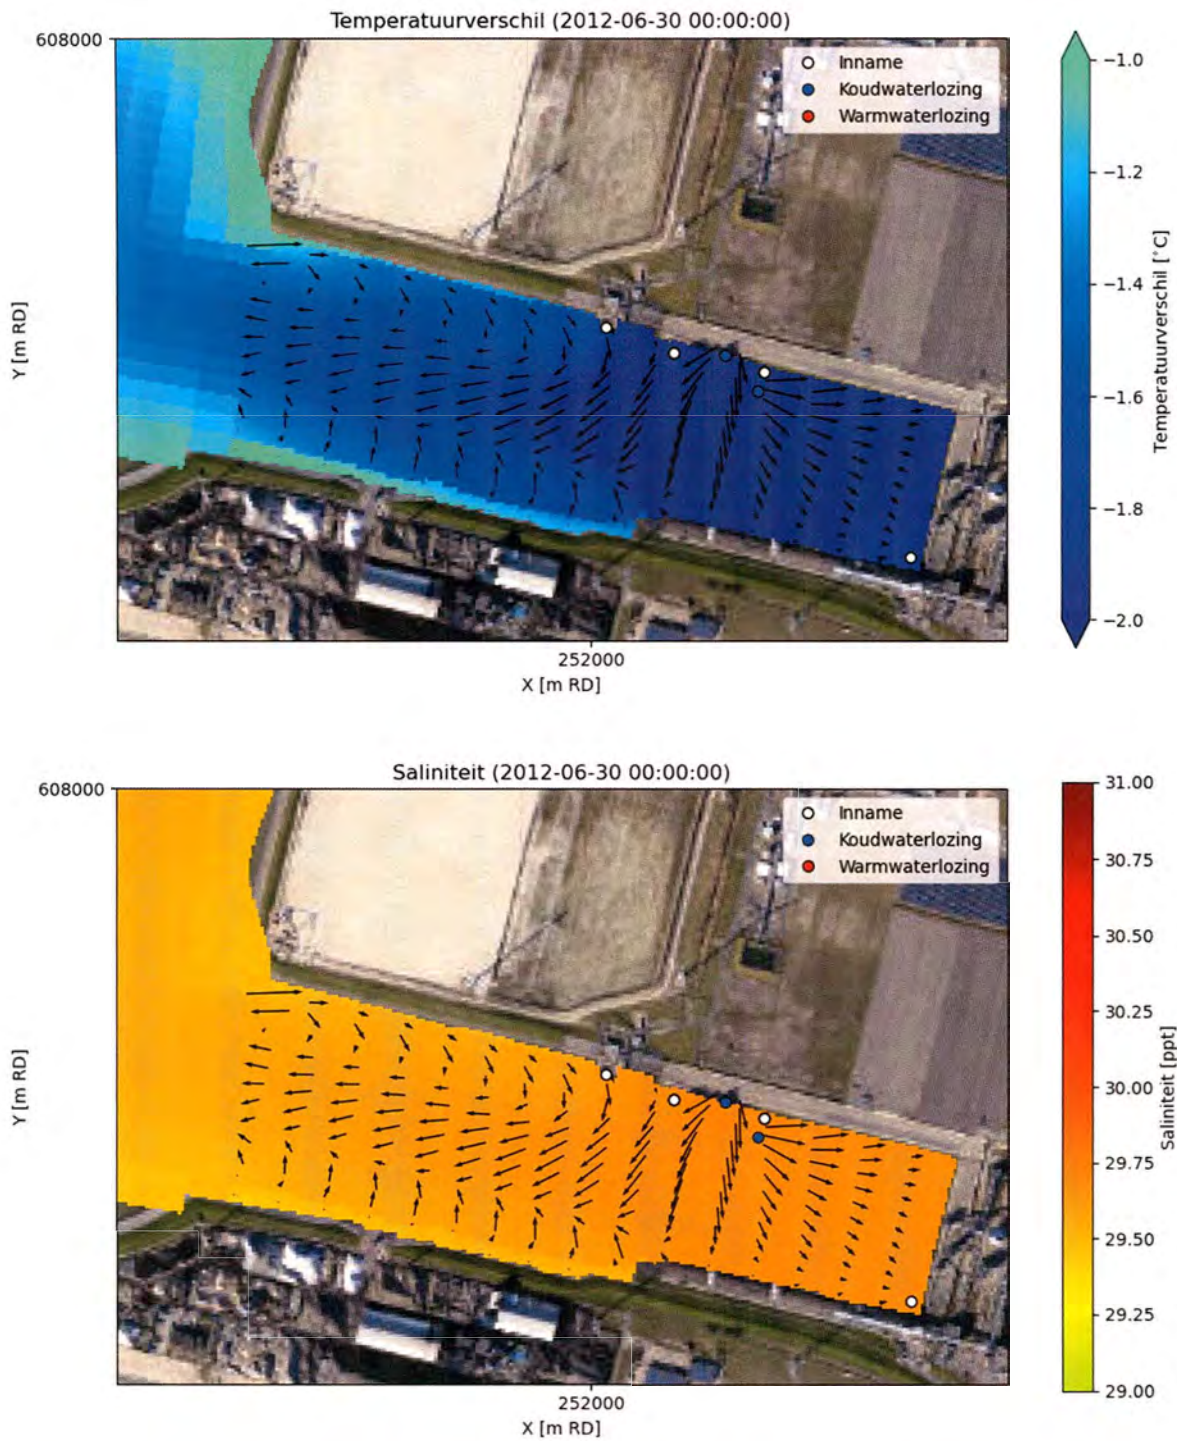 Temperatuurverschil (2012-06-30 00:00:00)
608000
Inname
Koudwaterlozing
Warmwaterlozing
Y [m RD]
252000
X [m RD]
−1.0
−1.2
−1.4
−1.6
−1.8
−2.0
Temperatuurverschil [°C]
Saliniteit (2012-06-30 00:00:00)
608000
Inname
Koudwaterlozing
Warmwaterlozing
Y [m RD]
252000
X [m RD]
31.00
30.75
30.50
30.25
30.00
29.75
29.50
29.25
29.00
Saliniteit [ppt]